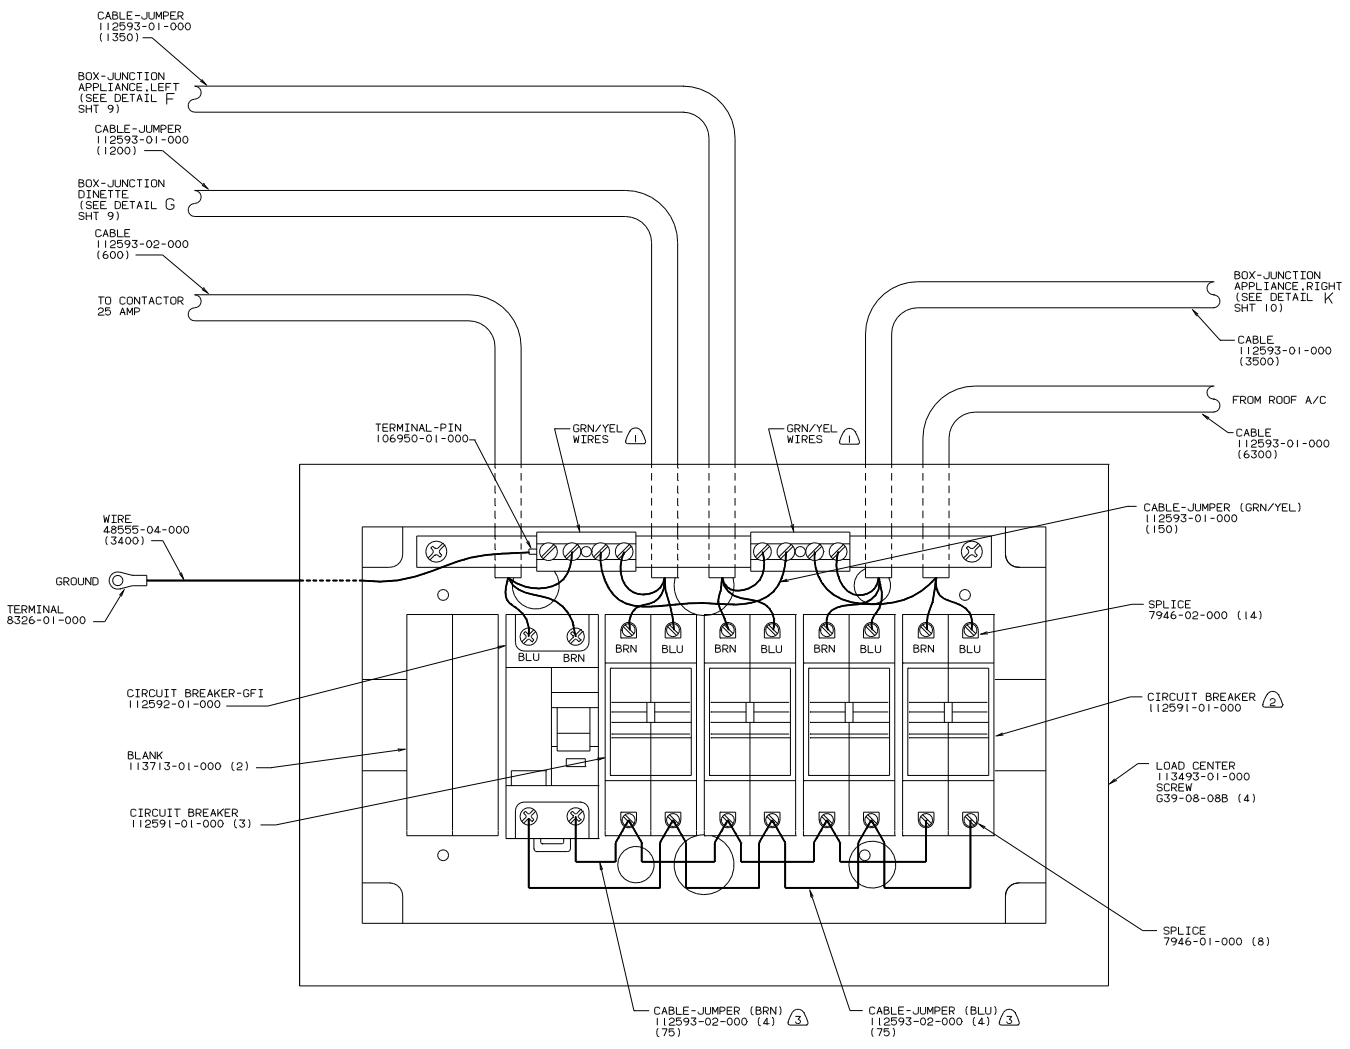 CABLE-JUMPER
112593-01-000
(1350)
BOX-JUNCTION
APPLIANCE,LEFT
(SEE DETAIL F
SHT 9)
CABLE-JUMPER
112593-01-000
(1200)
BOX-JUNCTION
DINETTE
(SEE DETAIL G
SHT 9)
CABLE
112593-02-000
(600)
TO CONTACTOR
25 AMP
BOX-JUNCTION
APPLIANCE,RIGHT
(SEE DETAIL K
SHT 10)
CABLE
112593-01-000
(3500)
FROM ROOF A/C
CABLE
112593-01-000
(6300)
TERMINAL-PIN
106950-01-000
GRN/YEL
WIRES 1
GRN/YEL
WIRES 1
CABLE-JUMPER (GRN/YEL)
112593-01-000
(150)
WIRE
48555-04-000
(3400)
GROUND
TERMINAL
8326-01-000
SPLICE
7946-02-000 (14)
BLU BRN BRN BLU BRN BLU BRN BLU BRN BLU
CIRCUIT BREAKER-GFI
112592-01-000
CIRCUIT BREAKER 2
112591-01-000
BLANK
113713-01-000 (2)
LOAD CENTER
113493-01-000
SCREW
G39-08-08B (4)
CIRCUIT BREAKER
112591-01-000 (3)
SPLICE
7946-01-000 (8)
CABLE-JUMPER (BRN)
112593-02-000 (4) 3
(75)
CABLE-JUMPER (BLU)
112593-02-000 (4) 3
(75)